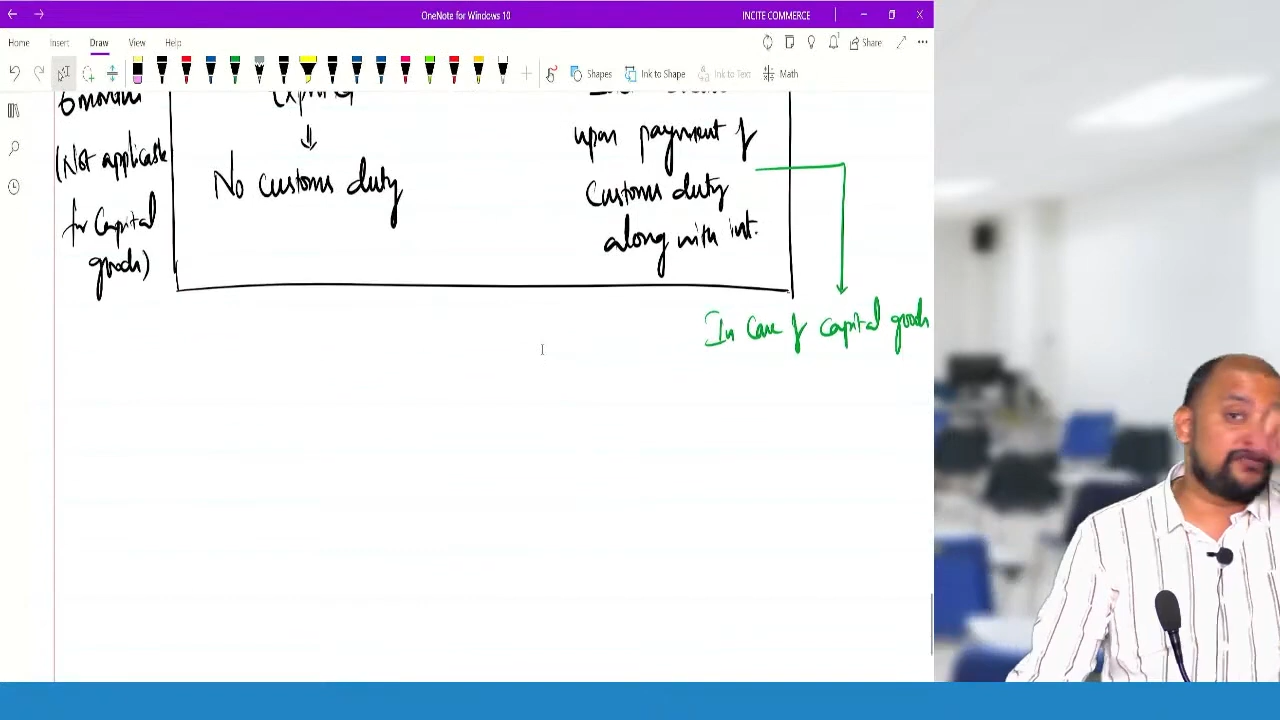 OneNote for Windows 10
INCITE COMMERCE
Home Insert Draw View Help
Share
Shapes
Ink to Shape
Ink to Text
Math
6 months
(Not applicable
for Capital
goods)
No customs duty
upon payment of
Customs duty
along with int.
In Case of capital goods